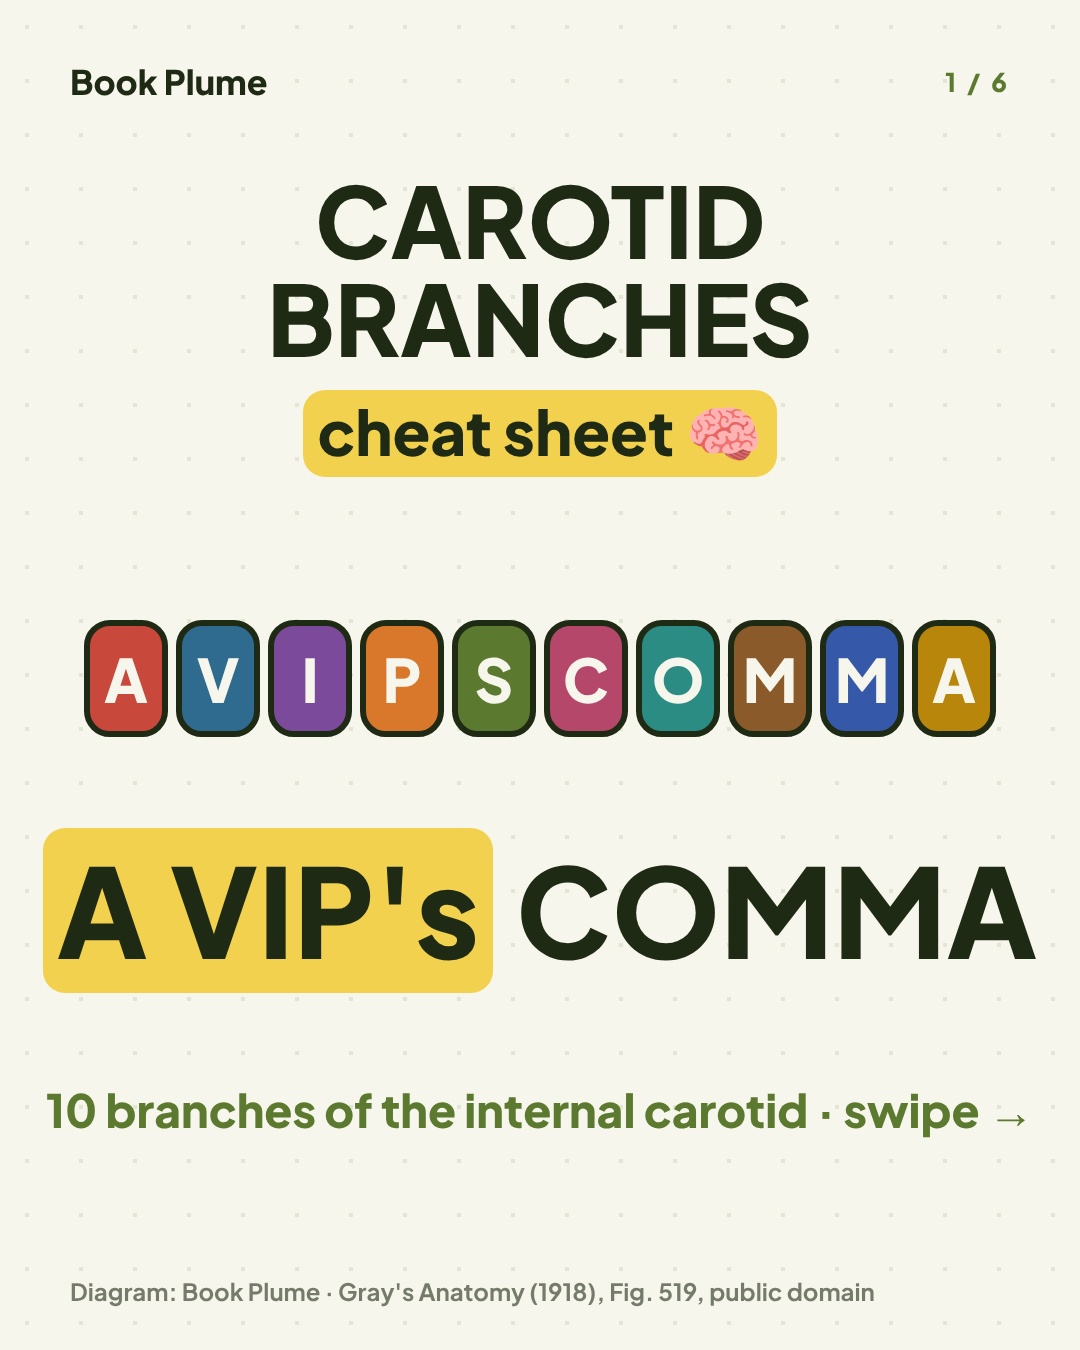 Book Plume
1 / 6
CAROTID
BRANCHES
cheat sheet 🧠
A V I P S C O M M A
A VIP's COMMA
10 branches of the internal carotid · swipe →
Diagram: Book Plume · Gray's Anatomy (1918), Fig. 519, public domain